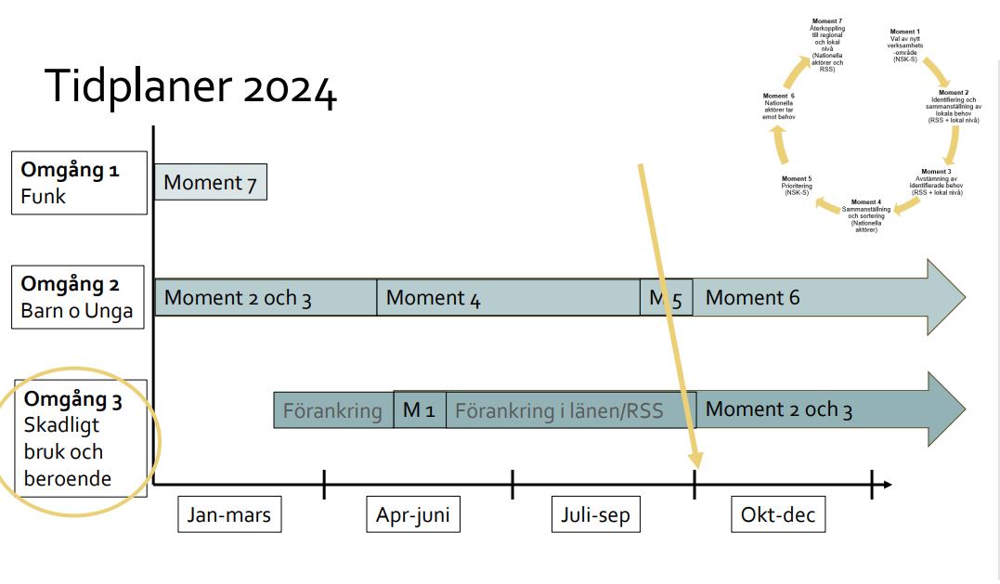 Tidplaner 2024
Moment 7
Återkoppling
till regional
och lokal
nivå
(Nationella
aktörer och
RSS)
Moment 1
Val av nytt
verksamhets
-område
(NSK-S)
Moment 2
Identifiering och
sammanställning av
lokala behov
(RSS + lokal nivå)
Moment 3
Avstämning av
identifierade behov
(RSS + lokal nivå)
Moment 4
Sammanställning
och sortering
(Nationella
aktörer)
Moment 5
Prioritering
(NSK-S)
Moment 6
Nationella
aktörer tar
emot behov
Omgång 1
Funk
Moment 7
Omgång 2
Barn o Unga
Moment 2 och 3
Moment 4
M 5
Moment 6
Omgång 3
Skadligt
bruk och
beroende
Förankring
M 1
Förankring i länen/RSS
Moment 2 och 3
Jan-mars
Apr-juni
Juli-sep
Okt-dec